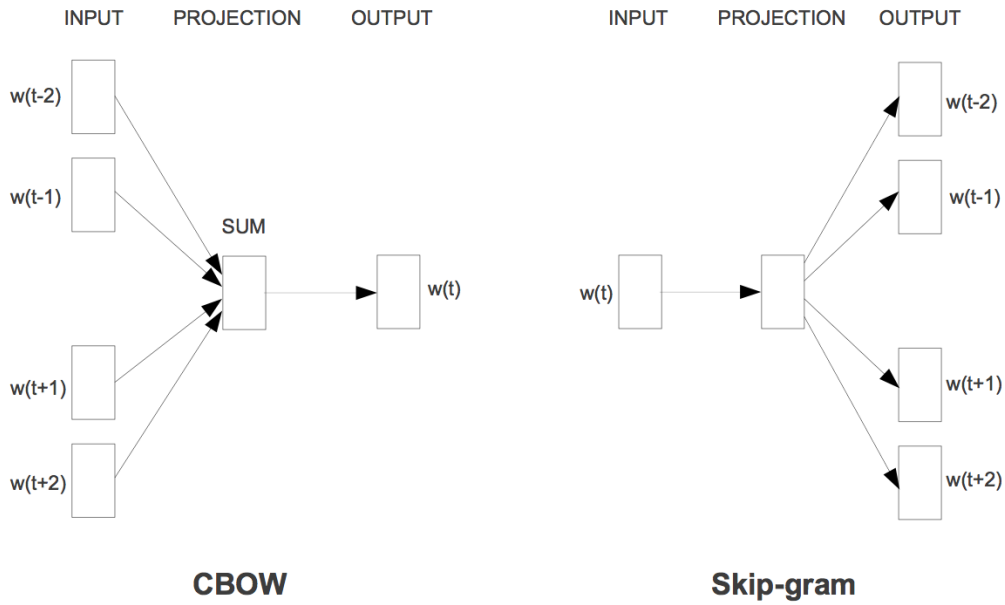 INPUT PROJECTION OUTPUT
w(t-2)
w(t-1)
SUM
w(t)
w(t+1)
w(t+2)
CBOW
INPUT PROJECTION OUTPUT
w(t-2)
w(t-1)
w(t)
w(t+1)
w(t+2)
Skip-gram